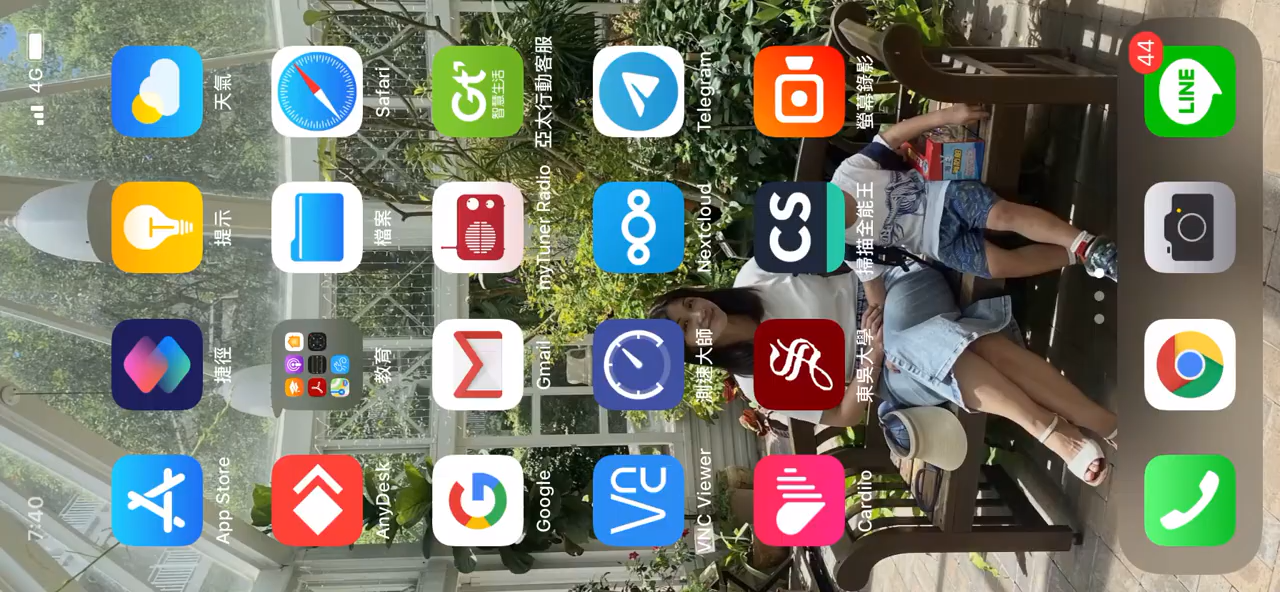 7:40
4G
App Store
捷徑
提示
天氣
AnyDesk
教育
檔案
Safari
Google
Gmail
myTuner Radio
Gt
智慧生活
亞太行動客服
VNC Viewer
測速大師
Nextcloud
Telegram
Cardiio
東吳大學
CS
掃描全能王
螢幕錄影
LINE
44